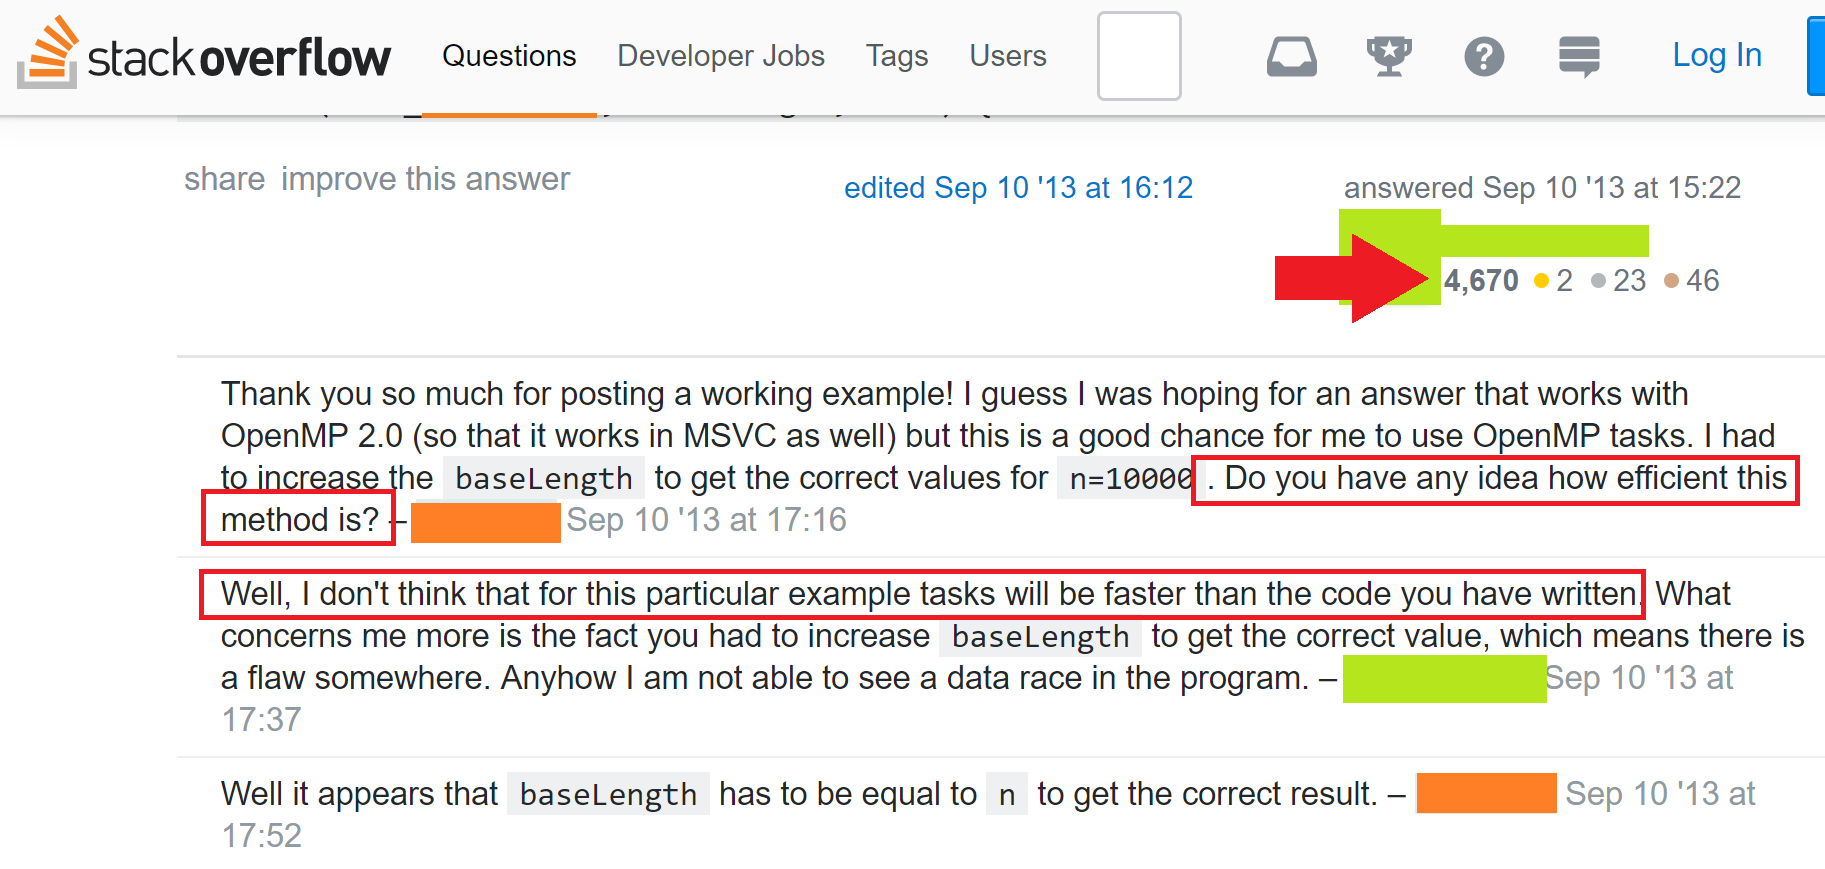 stackoverflow Questions Developer Jobs Tags Users Log In
share improve this answer
edited Sep 10 '13 at 16:12
answered Sep 10 '13 at 15:22
4,670 2 23 46
Thank you so much for posting a working example! I guess I was hoping for an answer that works with
OpenMP 2.0 (so that it works in MSVC as well) but this is a good chance for me to use OpenMP tasks. I had
to increase the baseLength to get the correct values for n=10000 . Do you have any idea how efficient this
method is? – Sep 10 '13 at 17:16
Well, I don't think that for this particular example tasks will be faster than the code you have written. What
concerns me more is the fact you had to increase baseLength to get the correct value, which means there is
a flaw somewhere. Anyhow I am not able to see a data race in the program. – Sep 10 '13 at
17:37
Well it appears that baseLength has to be equal to n to get the correct result. – Sep 10 '13 at
17:52